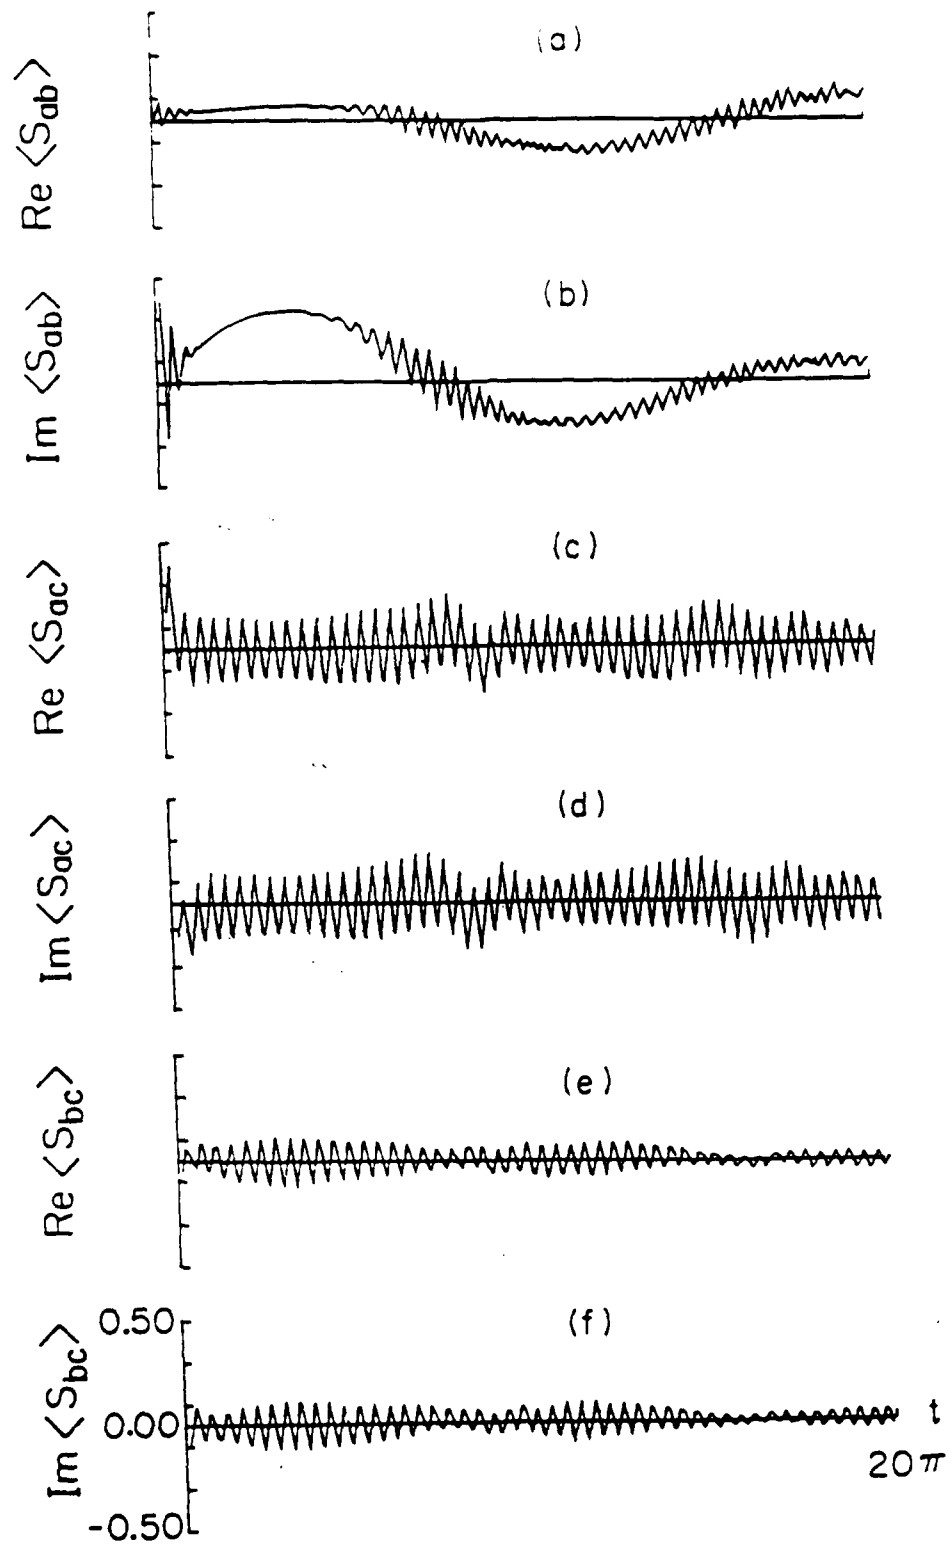 (a)
Re <S_ab>
(b)
Im <S_ab>
(c)
Re <S_ac>
(d)
Im <S_ac>
(e)
Re <S_bc>
(f)
Im <S_bc>
0.50
0.00
-0.50
t
20π